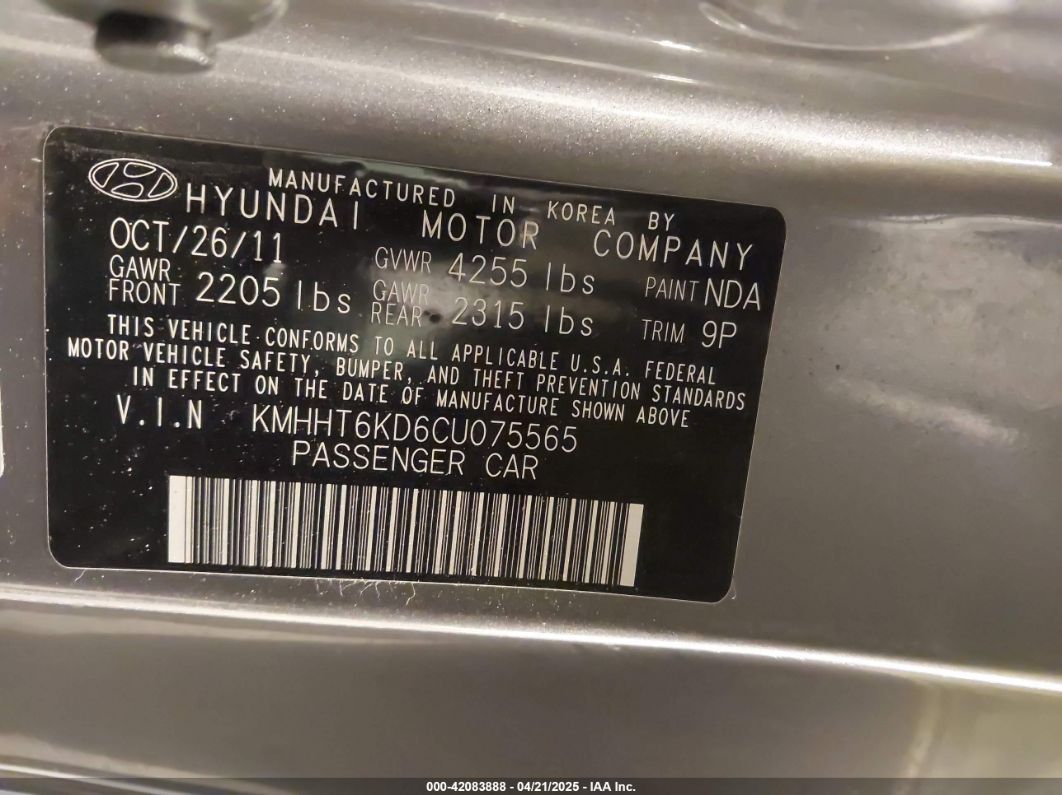 MANUFACTURED IN KOREA BY
HYUNDAI MOTOR COMPANY
OCT/26/11 GVWR 4255 lbs PAINT NDA
GAWR FRONT 2205 lbs GAWR REAR 2315 lbs TRIM 9P
THIS VEHICLE CONFORMS TO ALL APPLICABLE U.S.A. FEDERAL
MOTOR VEHICLE SAFETY, BUMPER, AND THEFT PREVENTION STANDARDS
IN EFFECT ON THE DATE OF MANUFACTURE SHOWN ABOVE
V.I.N KMHHT6KD6CU075565
PASSENGER CAR
000-42083888 - 04/21/2025 - IAA Inc.